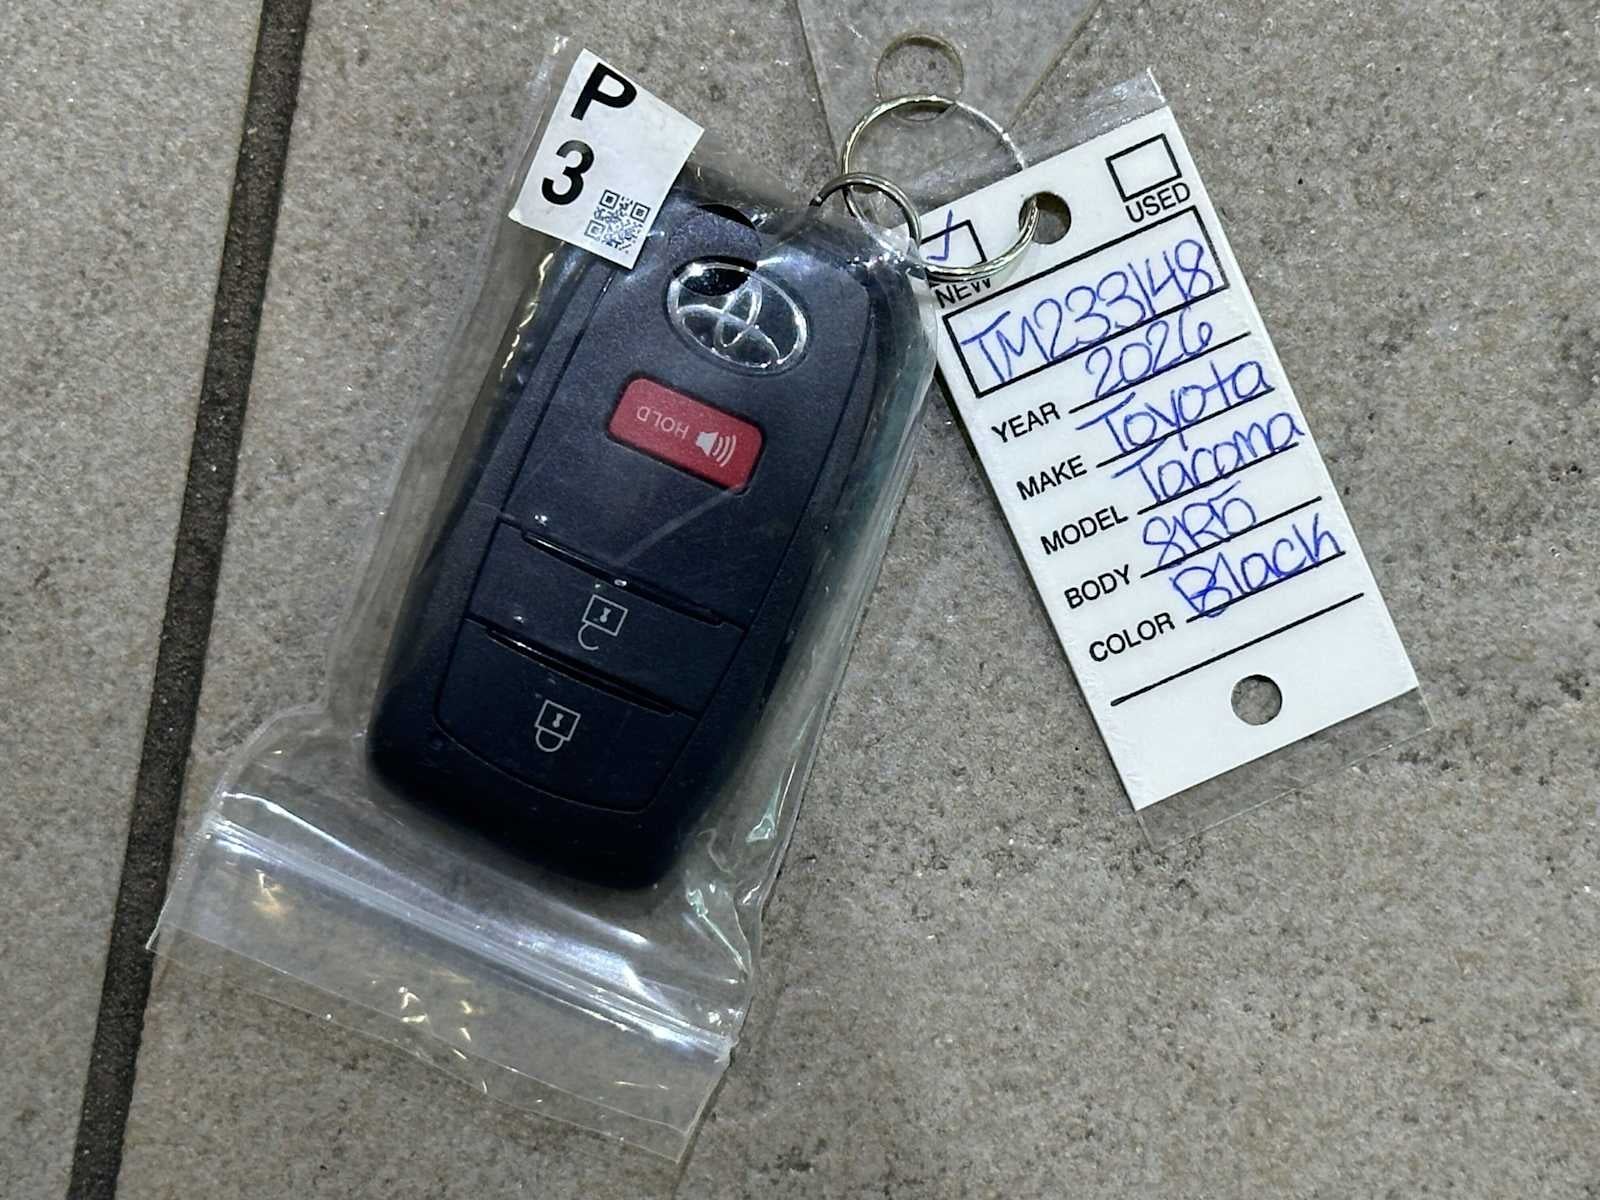 P
3
HOLD
USED
NEW
TM233148
YEAR 2026
MAKE Toyota
MODEL Tacoma
BODY SR5
COLOR Black